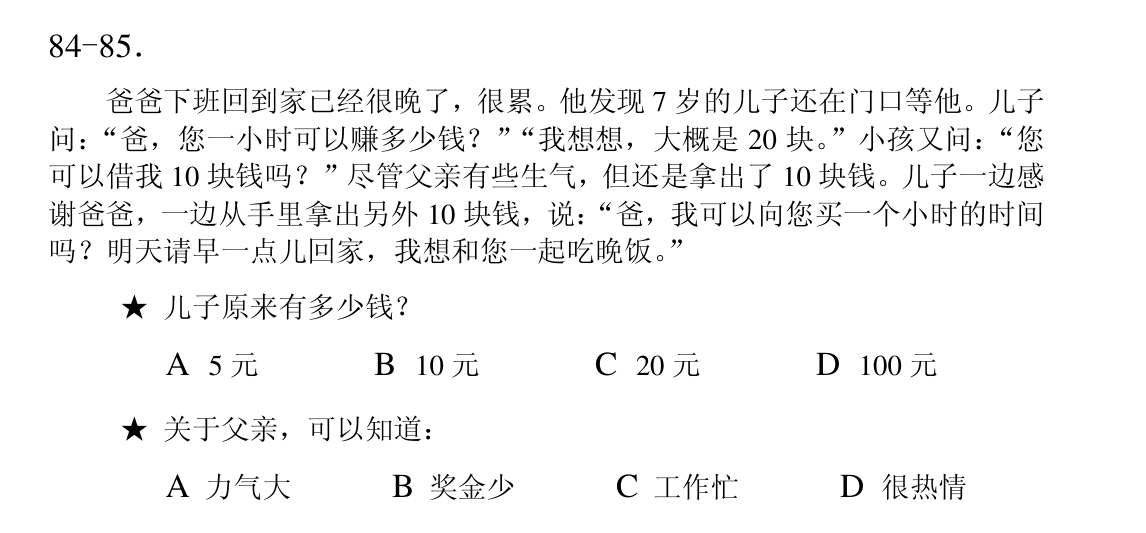 84-85.
爸爸下班回到家已经很晚了，很累。他发现 7 岁的儿子还在门口等他。儿子
问：“爸，您一小时可以赚多少钱？”“我想想，大概是 20 块。”小孩又问：“您
可以借我 10 块钱吗？”尽管父亲有些生气，但还是拿出了 10 块钱。儿子一边感
谢爸爸，一边从手里拿出另外 10 块钱，说：“爸，我可以向您买一个小时的时间
吗？明天请早一点儿回家，我想和您一起吃晚饭。”
★ 儿子原来有多少钱？
A 5 元 B 10 元 C 20 元 D 100 元
★ 关于父亲，可以知道：
A 力气大 B 奖金少 C 工作忙 D 很热情